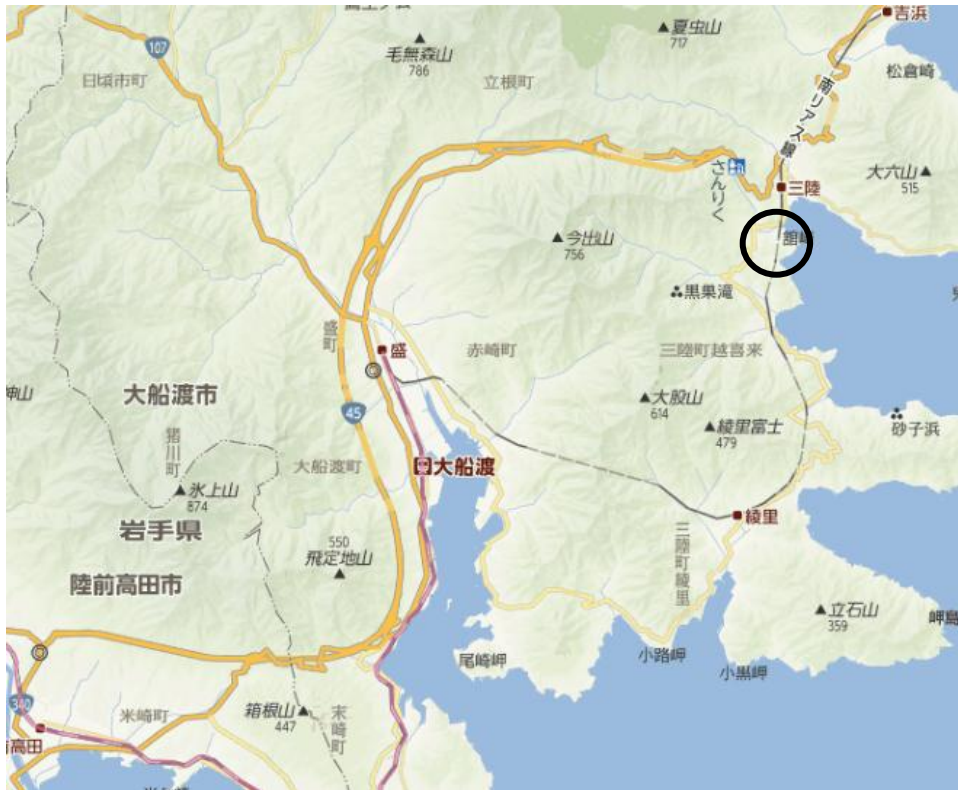 吉浜
107
夏虫山
717
毛無森山
786
松倉崎
日頃市町
立根町
南リアス線
さんりく
三陸
大六山
515
今出山
756
黒巣滝
盛町
盛
赤崎町
三陸町越喜来
大船渡市
大股山
614
45
綾里富士
479
砂子浜
猪川町
大船渡町
大船渡
氷上山
874
綾里
岩手県
550
飛定地山
三陸町綾里
陸前高田市
立石山
359
尾崎岬
小路岬
小黒岬
340
米崎町
箱根山
447
末崎町
高田